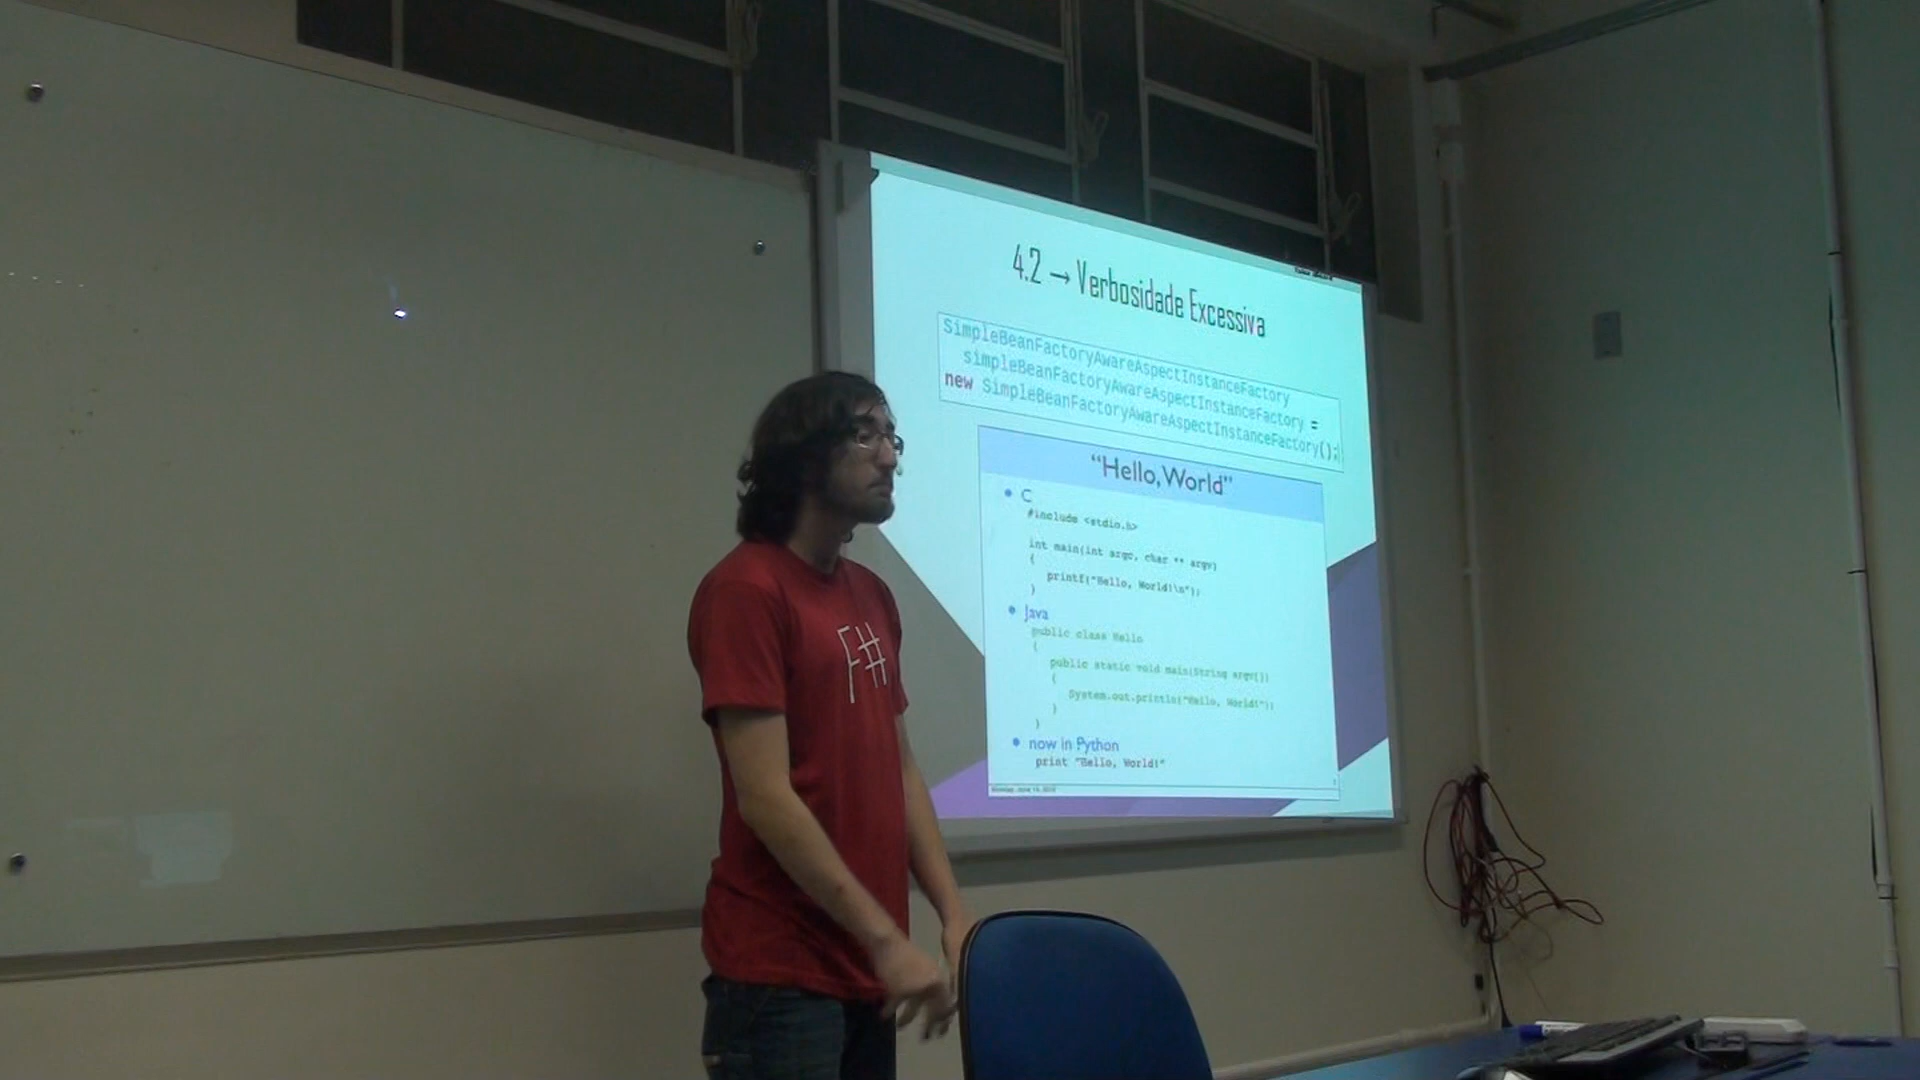 4.2 → Verbosidade Excessiva
SimpleBeanFactoryAwareAspectInstanceFactory
simpleBeanFactoryAwareAspectInstanceFactory =
new SimpleBeanFactoryAwareAspectInstanceFactory();
“Hello, World”
• C
#include <stdio.h>
int main(int argc, char ** argv)
{
printf("Hello, World!\n");
}
• Java
public class Hello
{
public static void main(String argv[])
{
System.out.println("Hello, World!");
}
}
• now in Python
print "Hello, World!"
F#